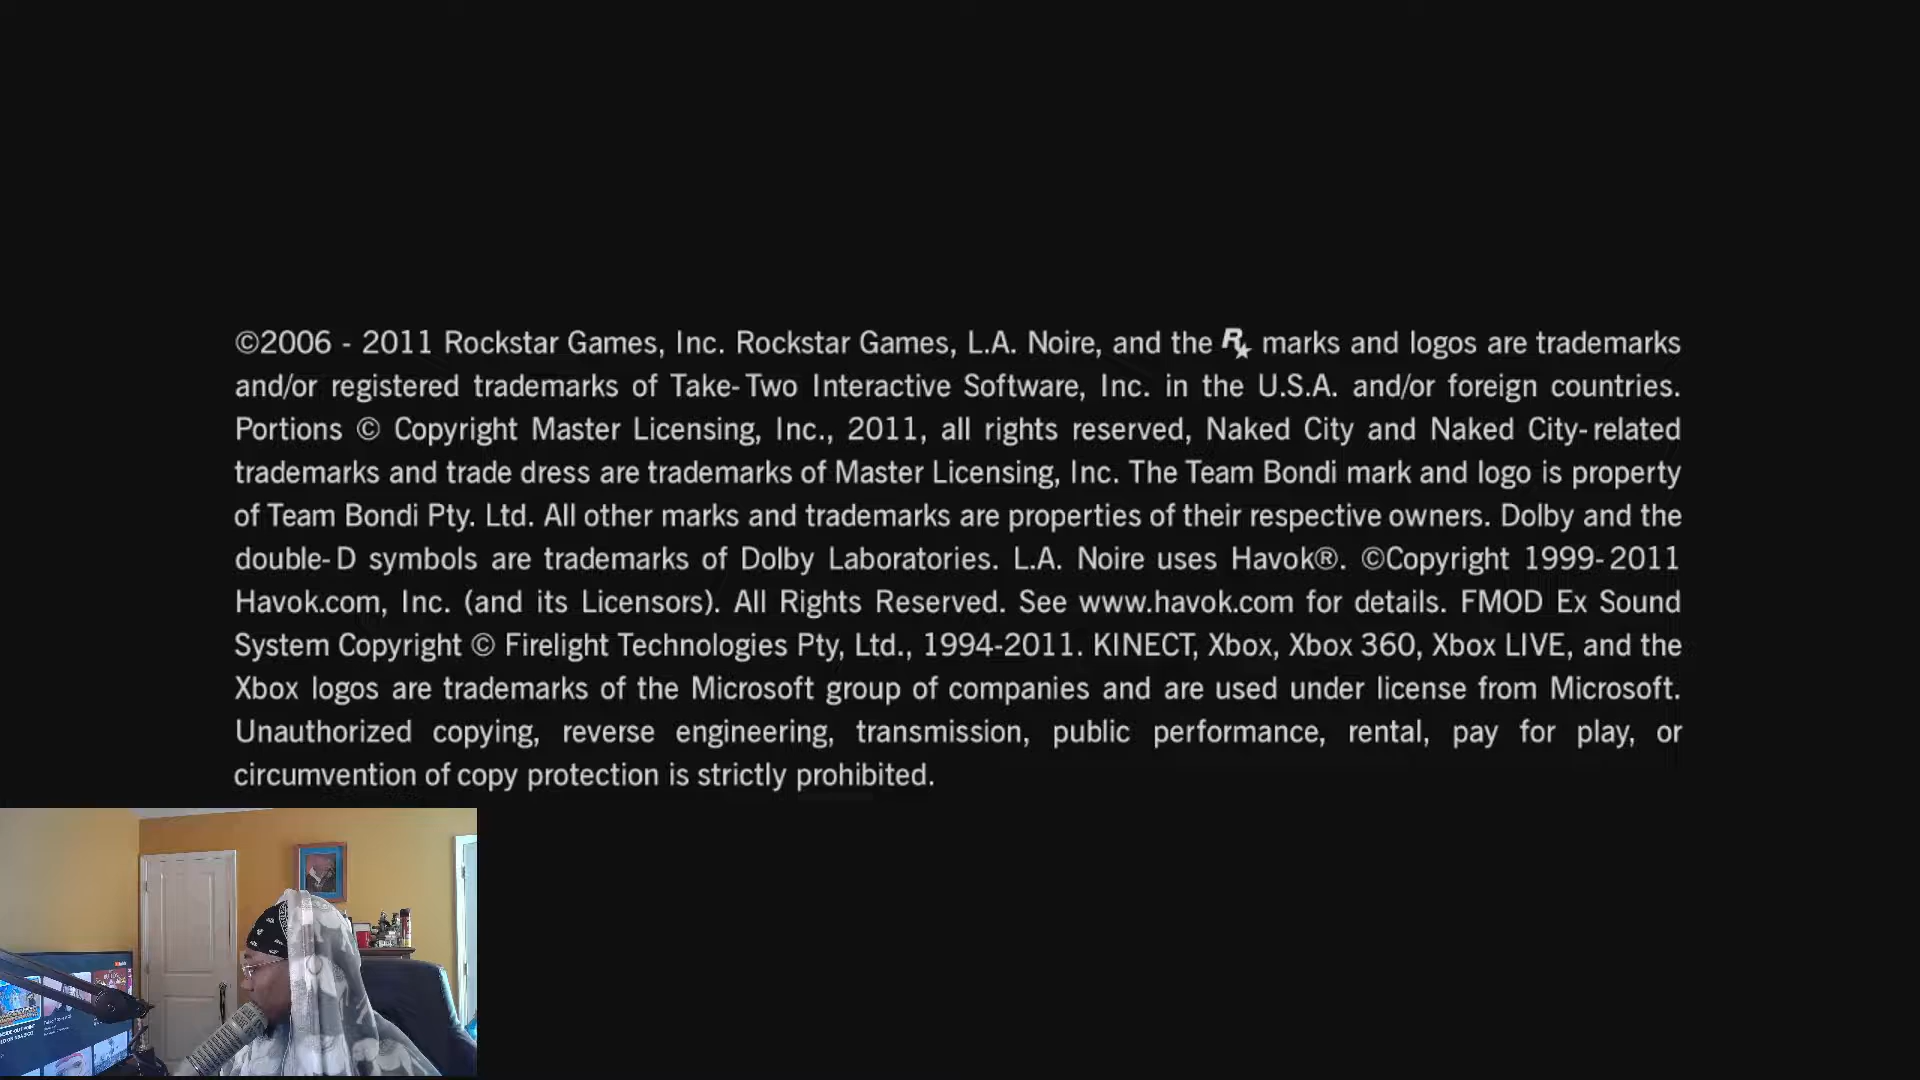 ©2006 - 2011 Rockstar Games, Inc. Rockstar Games, L.A. Noire, and the R★ marks and logos are trademarks
and/or registered trademarks of Take-Two Interactive Software, Inc. in the U.S.A. and/or foreign countries.
Portions © Copyright Master Licensing, Inc., 2011, all rights reserved, Naked City and Naked City-related
trademarks and trade dress are trademarks of Master Licensing, Inc. The Team Bondi mark and logo is property
of Team Bondi Pty. Ltd. All other marks and trademarks are properties of their respective owners. Dolby and the
double-D symbols are trademarks of Dolby Laboratories. L.A. Noire uses Havok®. ©Copyright 1999-2011
Havok.com, Inc. (and its Licensors). All Rights Reserved. See www.havok.com for details. FMOD Ex Sound
System Copyright © Firelight Technologies Pty, Ltd., 1994-2011. KINECT, Xbox, Xbox 360, Xbox LIVE, and the
Xbox logos are trademarks of the Microsoft group of companies and are used under license from Microsoft.
Unauthorized copying, reverse engineering, transmission, public performance, rental, pay for play, or
circumvention of copy protection is strictly prohibited.